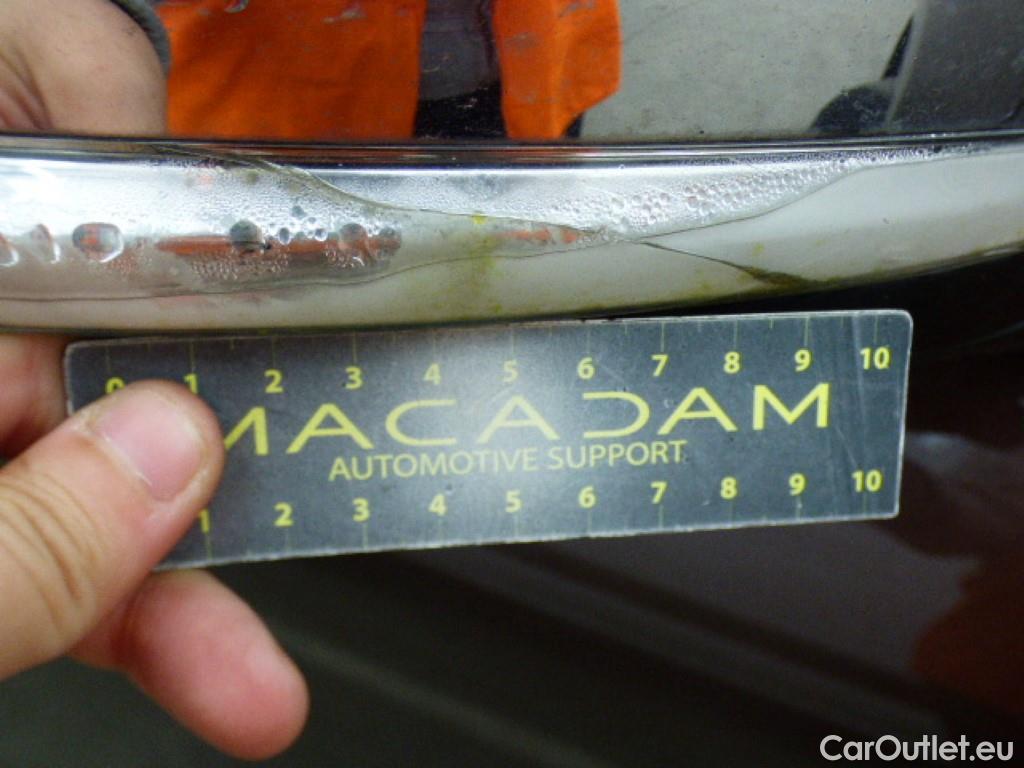 0 1 2 3 4 5 6 7 8 9 10
MACADAM
AUTOMOTIVE SUPPORT
1 2 3 4 5 6 7 8 9 10
CarOutlet.eu